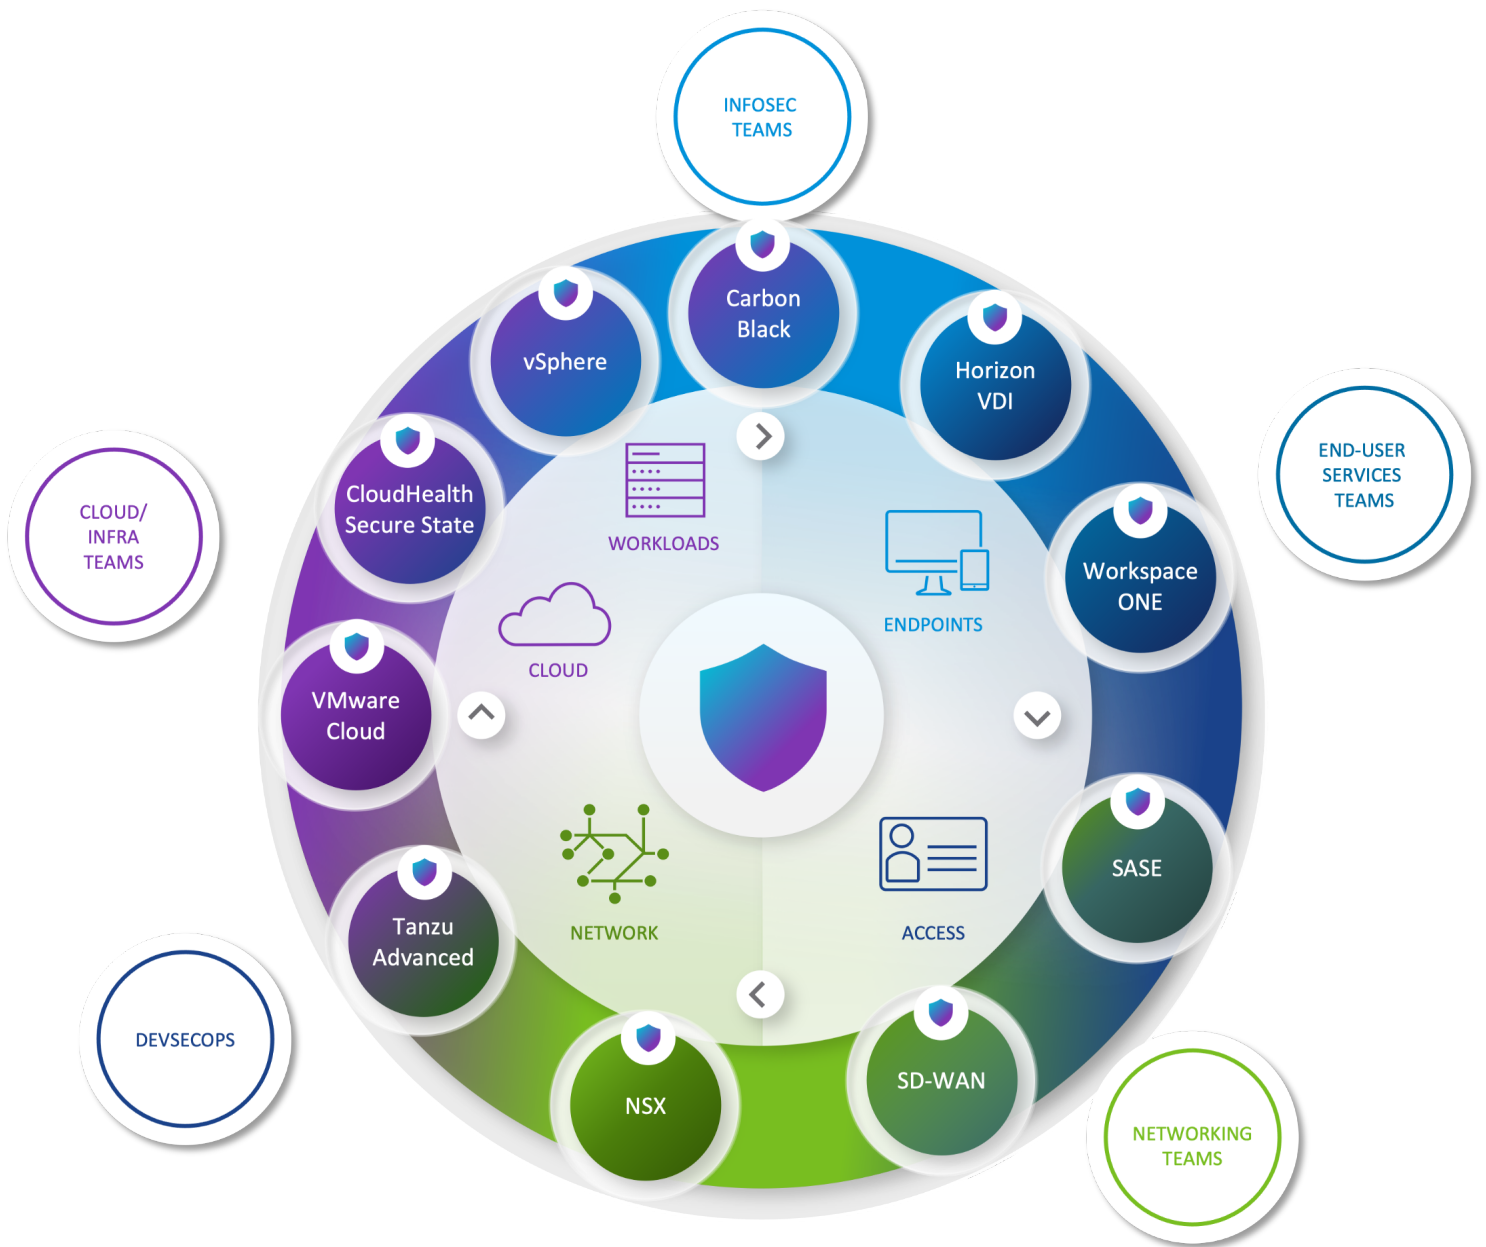 INFOSEC
TEAMS
Carbon
Black
vSphere
Horizon
VDI
CloudHealth
Secure State
WORKLOADS
END-USER
SERVICES
TEAMS
CLOUD/
INFRA
TEAMS
Workspace
ONE
ENDPOINTS
CLOUD
VMware
Cloud
SASE
Tanzu
Advanced
NETWORK
ACCESS
DEVSECOPS
SD-WAN
NSX
NETWORKING
TEAMS